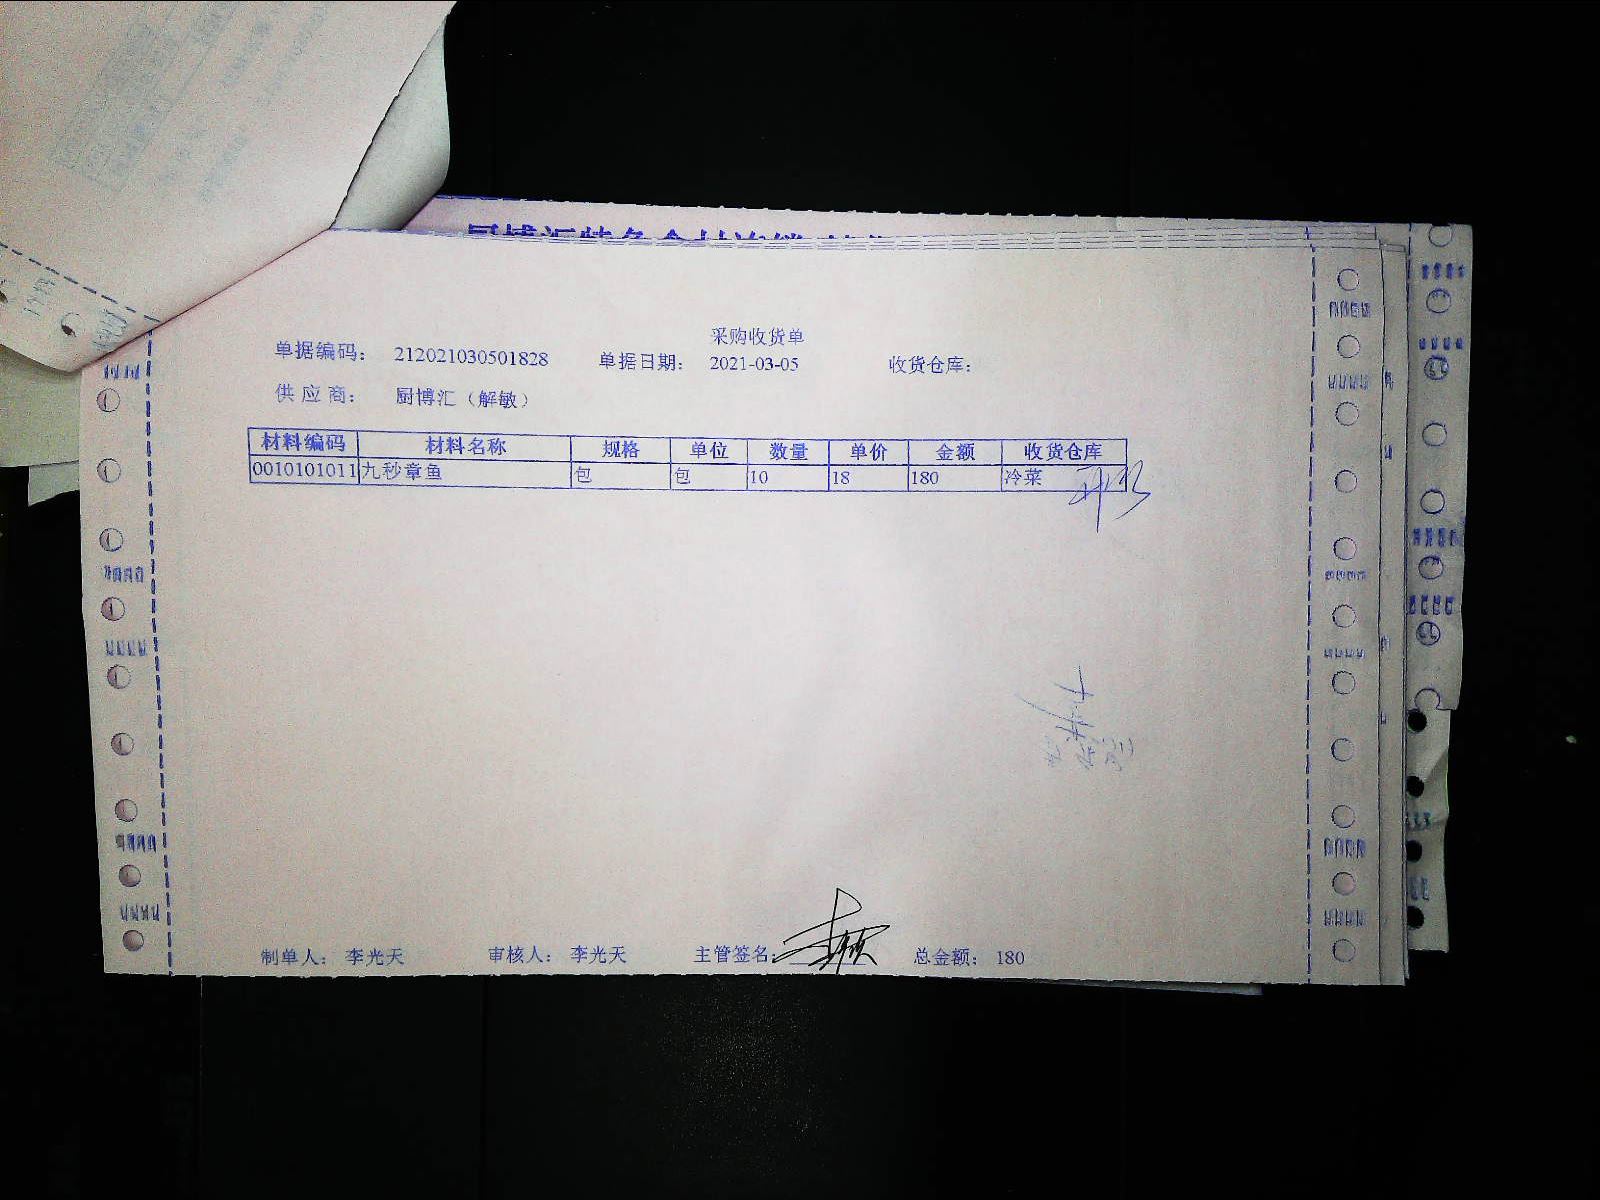 采购收货单
单据编码： 212021030501828 单据日期： 2021-03-05 收货仓库：
供 应 商： 厨博汇（解敏）
材料编码 材料名称 规格 单位 数量 单价 金额 收货仓库
0010101011 九秒章鱼 包 包 10 18 180 冷菜
制单人： 李光天 审核人： 李光天 主管签名： 总金额： 180